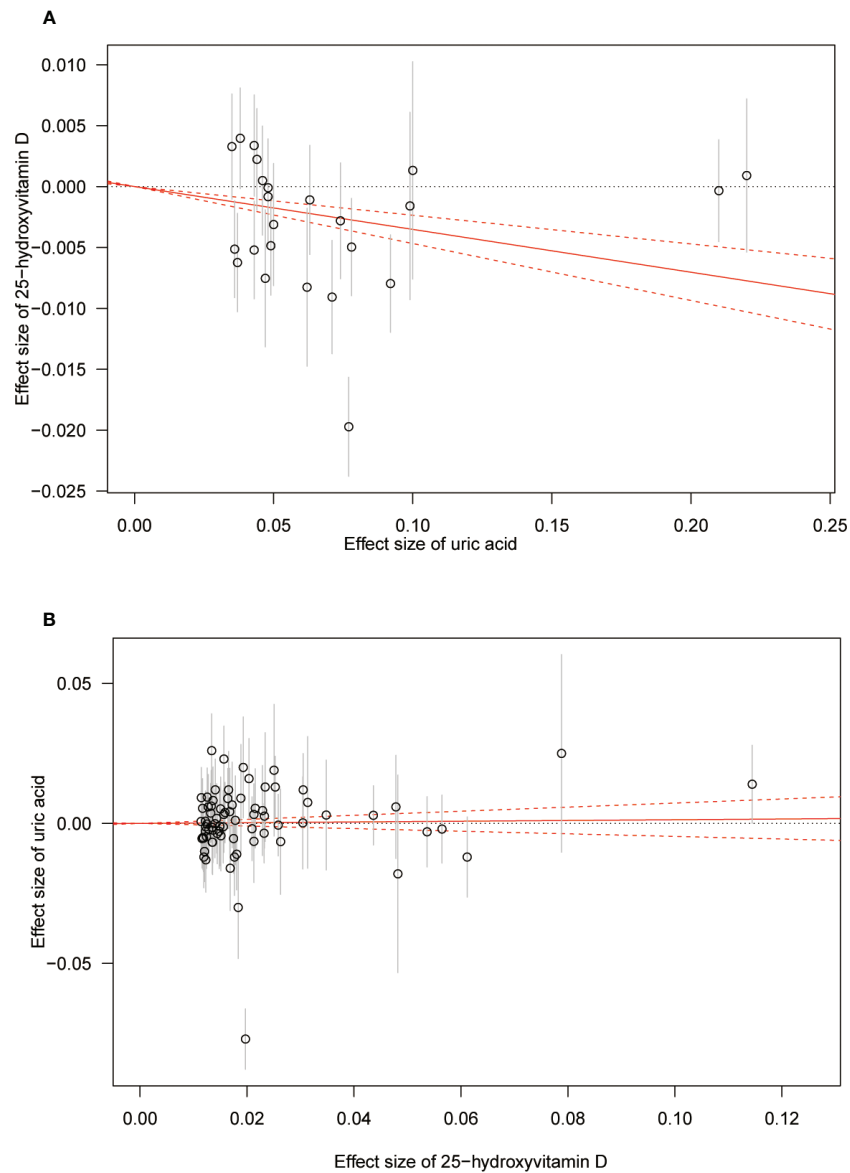 A
Effect size of 25−hydroxyvitamin D
0.010
0.005
0.000
−0.005
−0.010
−0.015
−0.020
−0.025
0.00 0.05 0.10 0.15 0.20 0.25
Effect size of uric acid
B
Effect size of uric acid
0.05
0.00
−0.05
0.00 0.02 0.04 0.06 0.08 0.10 0.12
Effect size of 25−hydroxyvitamin D